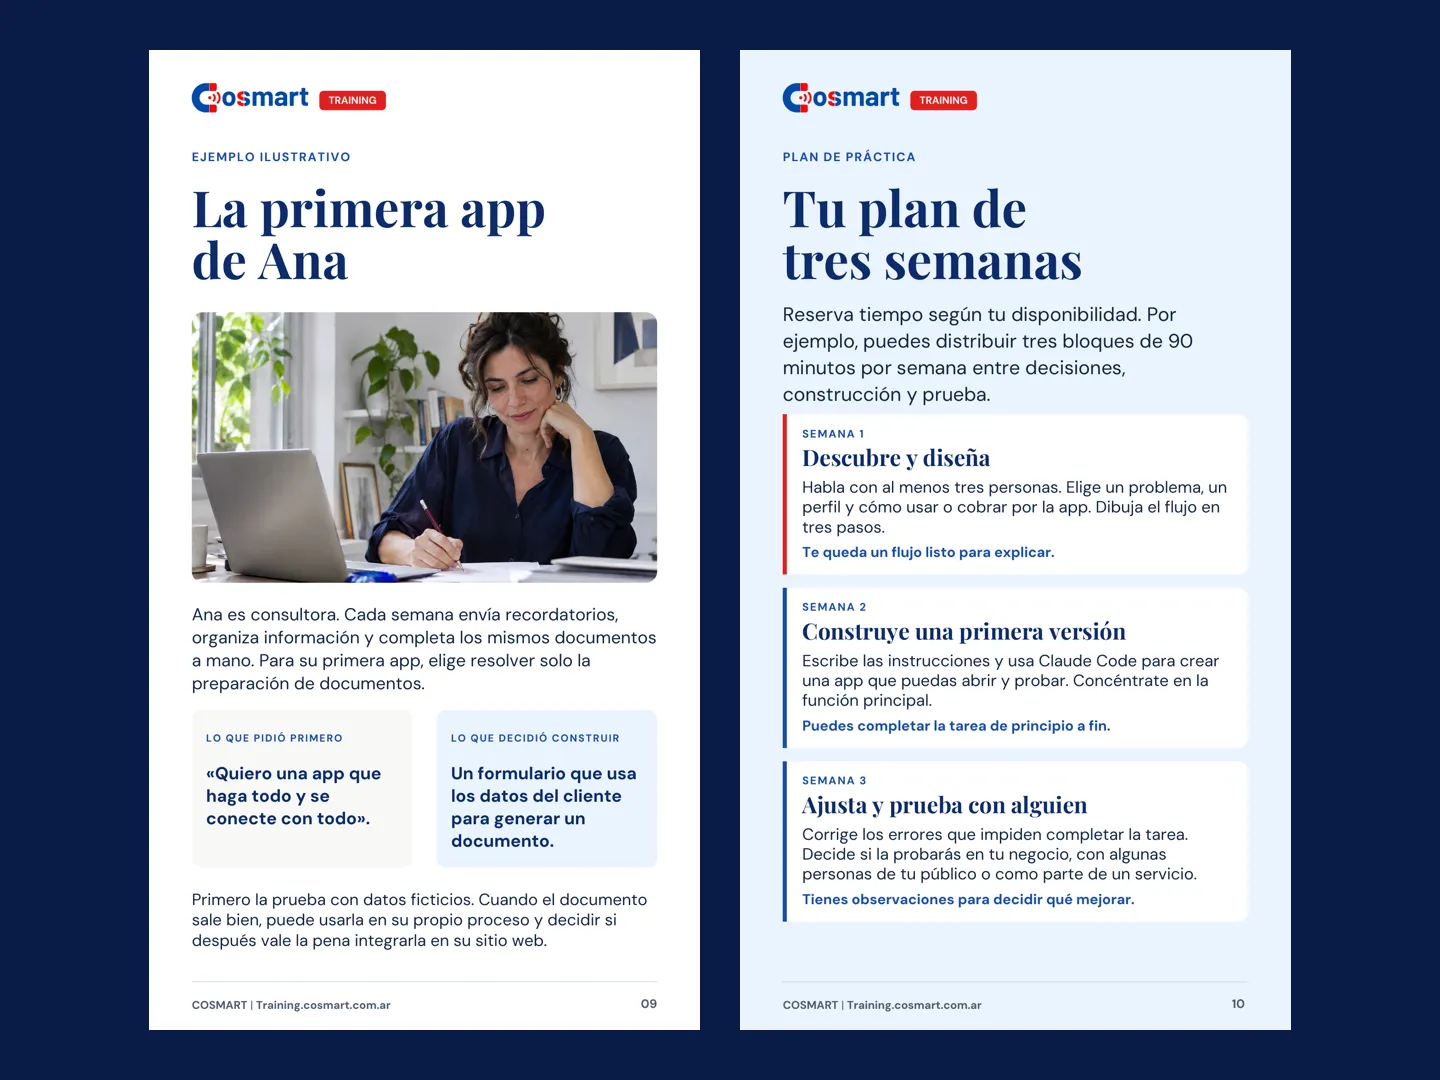 Cosmart TRAINING
EJEMPLO ILUSTRATIVO
La primera app
de Ana
Ana es consultora. Cada semana envía recordatorios,
organiza información y completa los mismos documentos
a mano. Para su primera app, elige resolver solo la
preparación de documentos.
LO QUE PIDIÓ PRIMERO
«Quiero una app que
haga todo y se
conecte con todo».
LO QUE DECIDIÓ CONSTRUIR
Un formulario que usa
los datos del cliente
para generar un
documento.
Primero la prueba con datos ficticios. Cuando el documento
sale bien, puede usarla en su propio proceso y decidir si
después vale la pena integrarla en su sitio web.
COSMART | Training.cosmart.com.ar
09
Cosmart TRAINING
PLAN DE PRÁCTICA
Tu plan de
tres semanas
Reserva tiempo según tu disponibilidad. Por
ejemplo, puedes distribuir tres bloques de 90
minutos por semana entre decisiones,
construcción y prueba.
SEMANA 1
Descubre y diseña
Habla con al menos tres personas. Elige un problema, un
perfil y cómo usar o cobrar por la app. Dibuja el flujo en
tres pasos.
Te queda un flujo listo para explicar.
SEMANA 2
Construye una primera versión
Escribe las instrucciones y usa Claude Code para crear
una app que puedas abrir y probar. Concéntrate en la
función principal.
Puedes completar la tarea de principio a fin.
SEMANA 3
Ajusta y prueba con alguien
Corrige los errores que impiden completar la tarea.
Decide si la probarás en tu negocio, con algunas
personas de tu público o como parte de un servicio.
Tienes observaciones para decidir qué mejorar.
COSMART | Training.cosmart.com.ar
10